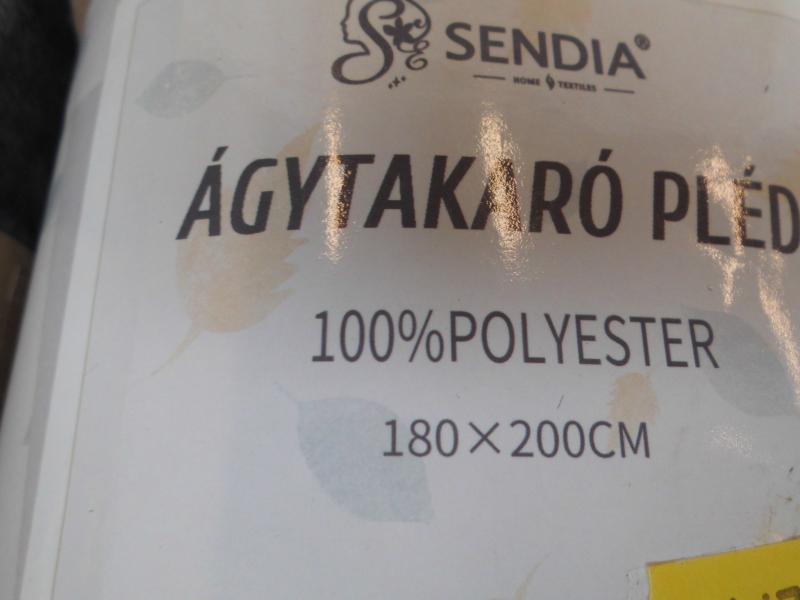 SENDIA®
HOME TEXTILES
ÁGYTAKARÓ PLÉD
100%POLYESTER
180×200CM